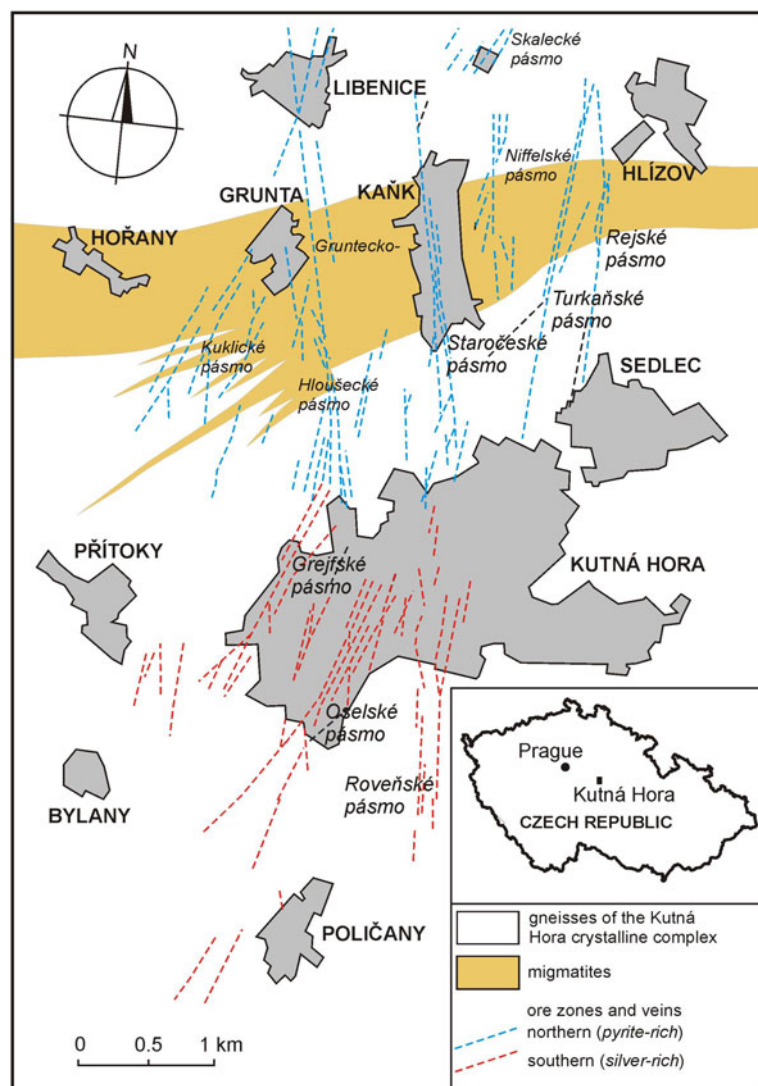 N
LIBENICE
Skalecké
pásmo
HLÍZOV
Niffelské
pásmo
KAŇK
GRUNTA
HOŘANY
Gruntecko-
Rejské
pásmo
Turkaňské
pásmo
Staročeské
pásmo
Kuklické
pásmo
Hloušecké
pásmo
SEDLEC
PŘÍTOKY
Grejfské
pásmo
KUTNÁ HORA
Oselské
pásmo
Roveňské
pásmo
BYLANY
POLIČANY
Prague
Kutná Hora
CZECH REPUBLIC
gneisses of the Kutná
Hora crystalline complex
migmatites
ore zones and veins
northern (pyrite-rich)
southern (silver-rich)
0 0.5 1 km